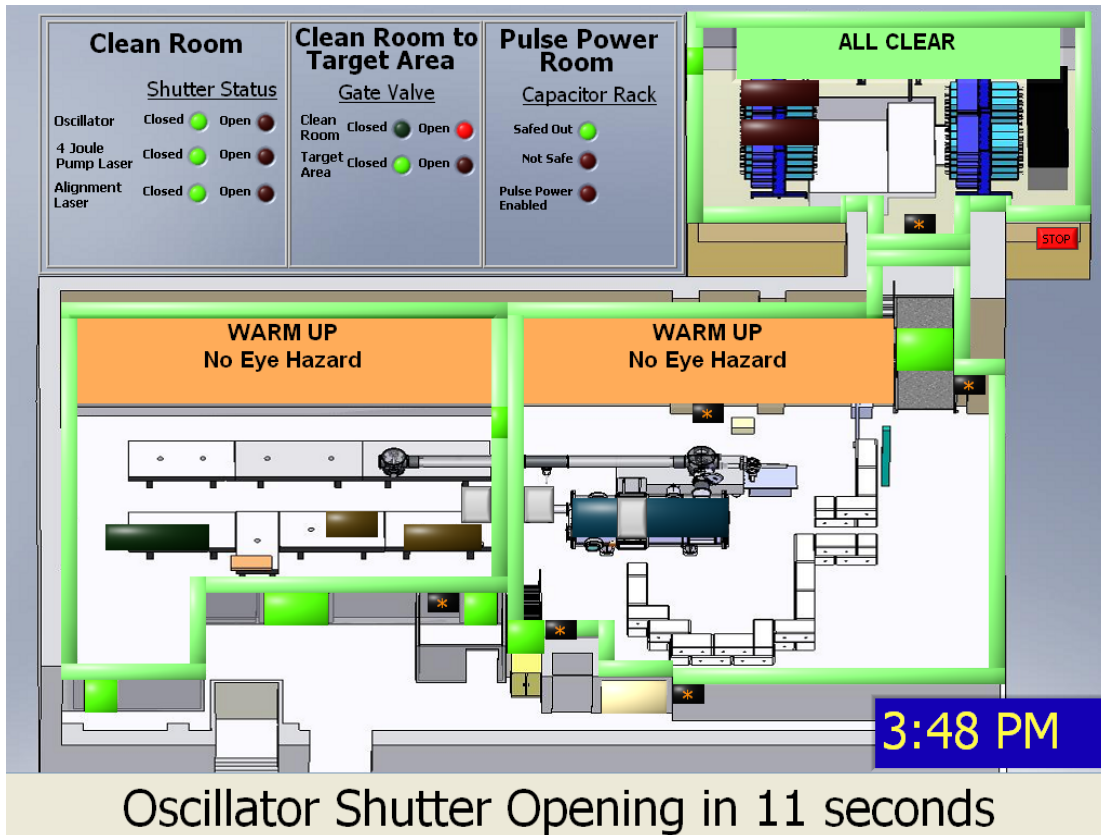 Clean Room
Shutter Status
Oscillator Closed Open
4 Joule
Pump Laser Closed Open
Alignment
Laser Closed Open
Clean Room to
Target Area
Gate Valve
Clean
Room Closed Open
Target
Area Closed Open
Pulse Power
Room
Capacitor Rack
Safed Out
Not Safe
Pulse Power
Enabled
ALL CLEAR
*
STOP
WARM UP
No Eye Hazard
WARM UP
No Eye Hazard
*
*
*
*
*
3:48 PM
Oscillator Shutter Opening in 11 seconds